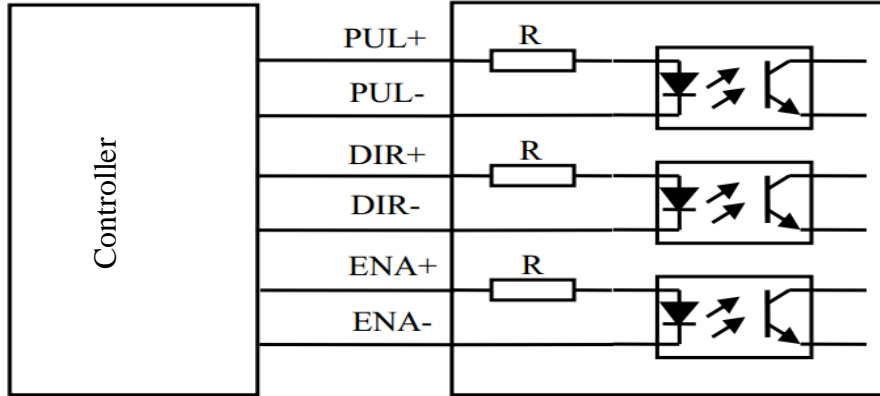 Controller
PUL+
R
PUL-
DIR+
R
DIR-
ENA+
R
ENA-